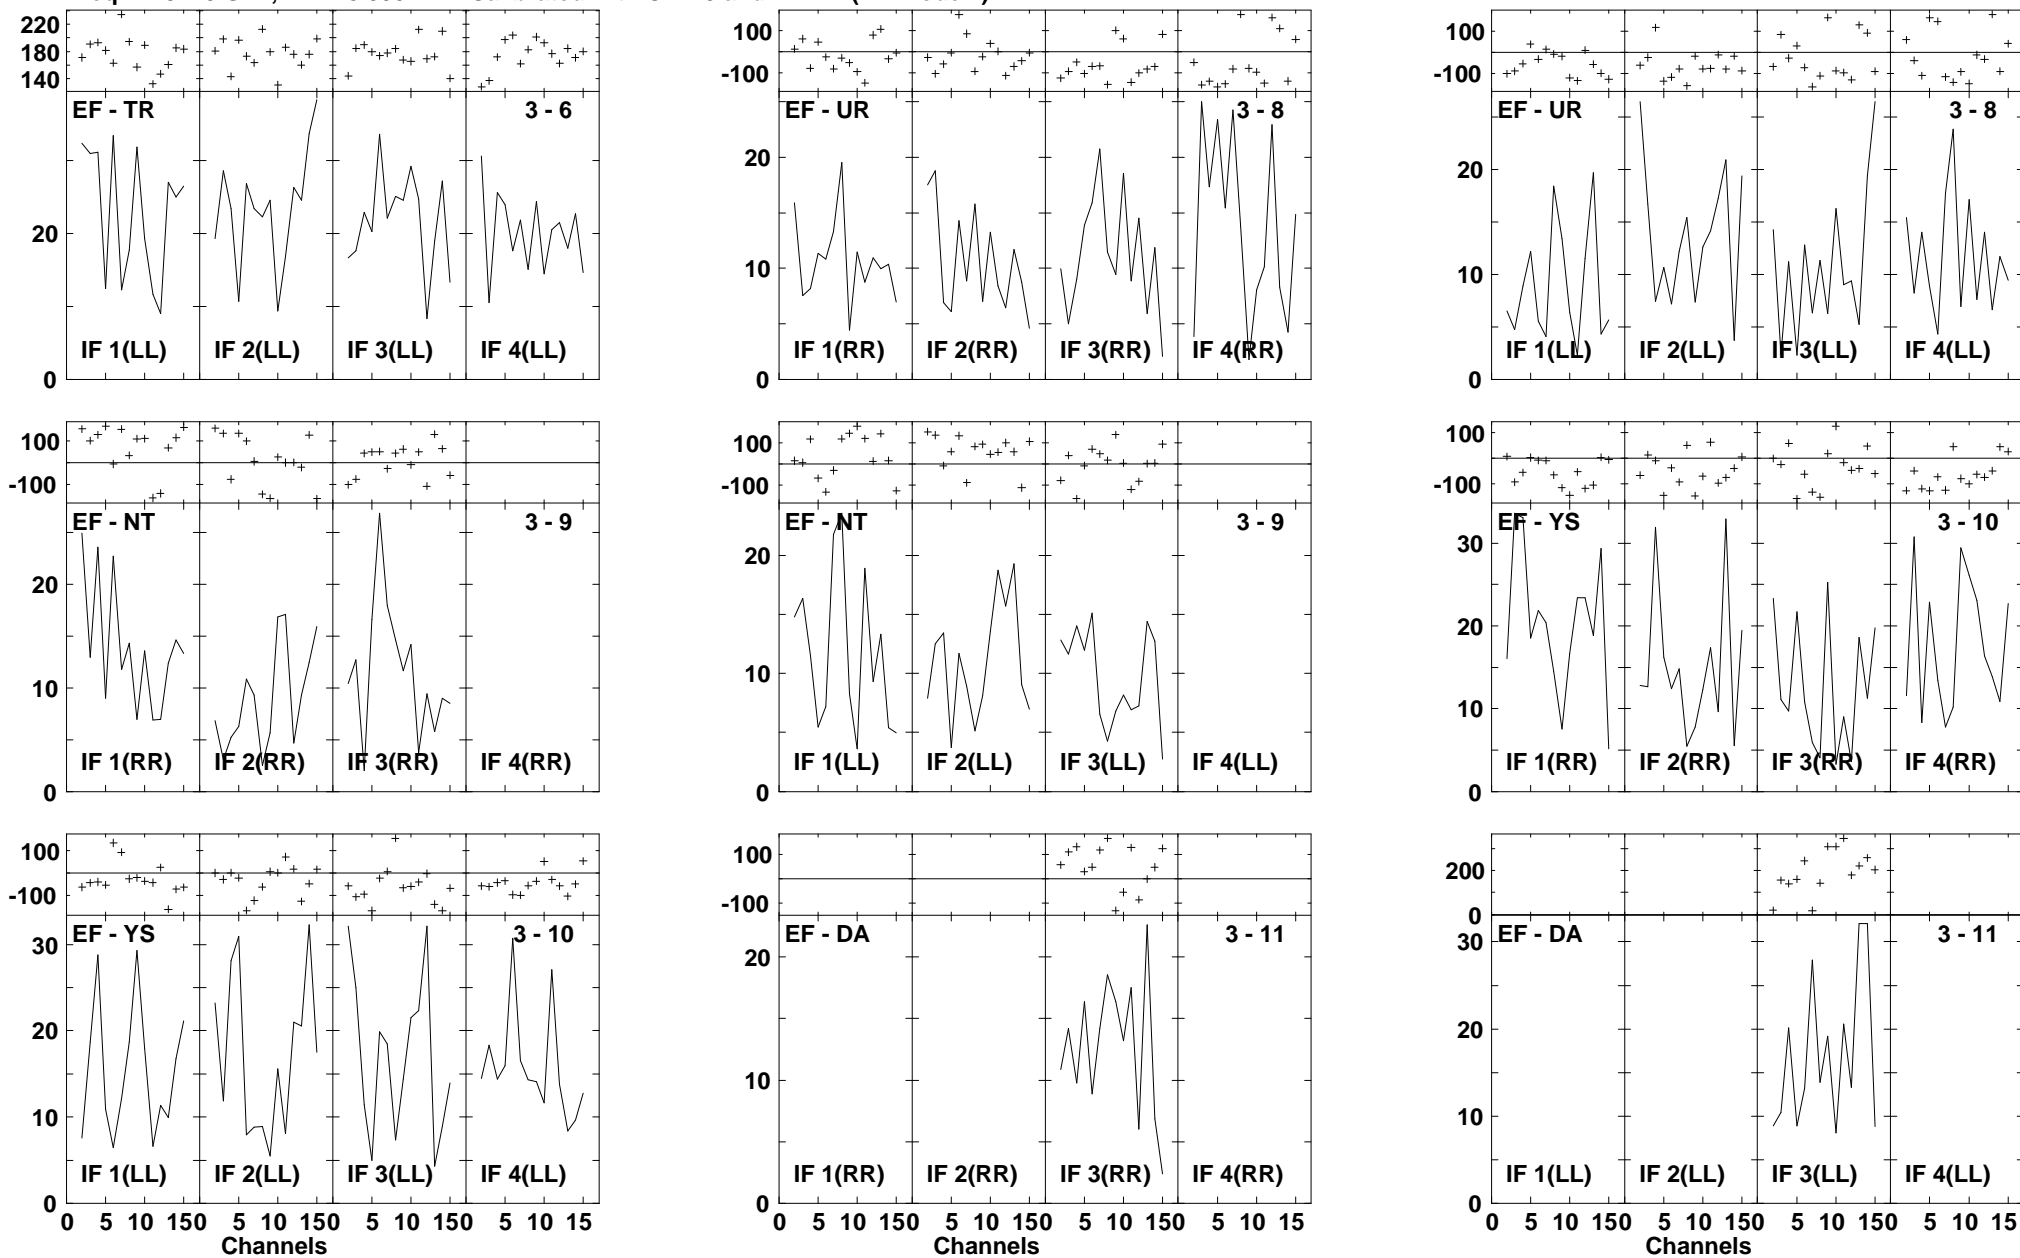 220
180
140
EF - TR
3 - 6
20
0
IF 1(LL)
IF 2(LL)
IF 3(LL)
IF 4(LL)
100
-100
EF - UR
3 - 8
20
10
0
IF 1(RR)
IF 2(RR)
IF 3(RR)
IF 4(RR)
100
-100
EF - UR
3 - 8
20
10
0
IF 1(LL)
IF 2(LL)
IF 3(LL)
IF 4(LL)
100
-100
EF - NT
3 - 9
20
10
0
IF 1(RR)
IF 2(RR)
IF 3(RR)
IF 4(RR)
100
-100
EF - NT
3 - 9
20
10
0
IF 1(LL)
IF 2(LL)
IF 3(LL)
IF 4(LL)
100
-100
EF - YS
3 - 10
30
20
10
0
IF 1(RR)
IF 2(RR)
IF 3(RR)
IF 4(RR)
100
-100
EF - YS
3 - 10
30
20
10
0
IF 1(LL)
IF 2(LL)
IF 3(LL)
IF 4(LL)
0 5 10 150 5 10 150 5 10 150 5 10 15
Channels
100
-100
EF - DA
3 - 11
20
10
0
IF 1(RR)
IF 2(RR)
IF 3(RR)
IF 4(RR)
0 5 10 150 5 10 150 5 10 150 5 10 15
Channels
200
0
EF - DA
3 - 11
30
20
10
0
IF 1(LL)
IF 2(LL)
IF 3(LL)
IF 4(LL)
0 5 10 150 5 10 150 5 10 150 5 10 15
Channels